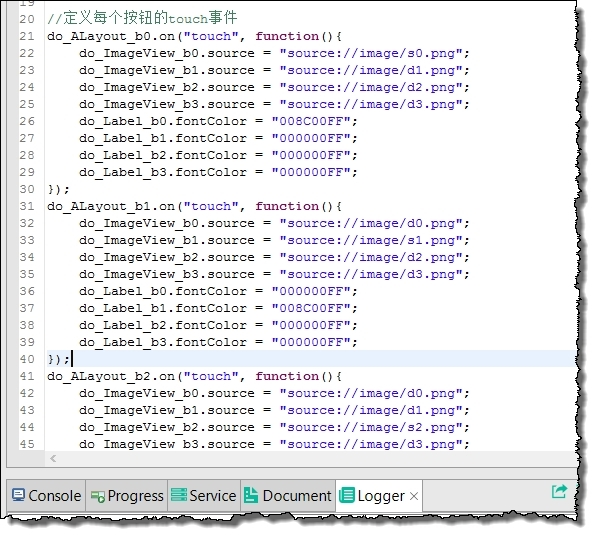 19
20 //定义每个按钮的touch事件
21 do_ALayout_b0.on("touch", function(){
22     do_ImageView_b0.source = "source://image/s0.png";
23     do_ImageView_b1.source = "source://image/d1.png";
24     do_ImageView_b2.source = "source://image/d2.png";
25     do_ImageView_b3.source = "source://image/d3.png";
26     do_Label_b0.fontColor = "008C00FF";
27     do_Label_b1.fontColor = "000000FF";
28     do_Label_b2.fontColor = "000000FF";
29     do_Label_b3.fontColor = "000000FF";
30 });
31 do_ALayout_b1.on("touch", function(){
32     do_ImageView_b0.source = "source://image/d0.png";
33     do_ImageView_b1.source = "source://image/s1.png";
34     do_ImageView_b2.source = "source://image/d2.png";
35     do_ImageView_b3.source = "source://image/d3.png";
36     do_Label_b0.fontColor = "000000FF";
37     do_Label_b1.fontColor = "008C00FF";
38     do_Label_b2.fontColor = "000000FF";
39     do_Label_b3.fontColor = "000000FF";
40 });
41 do_ALayout_b2.on("touch", function(){
42     do_ImageView_b0.source = "source://image/d0.png";
43     do_ImageView_b1.source = "source://image/d1.png";
44     do_ImageView_b2.source = "source://image/s2.png";
45     do_ImageView_b3.source = "source://image/d3.png";
Console Progress Service Document Logger